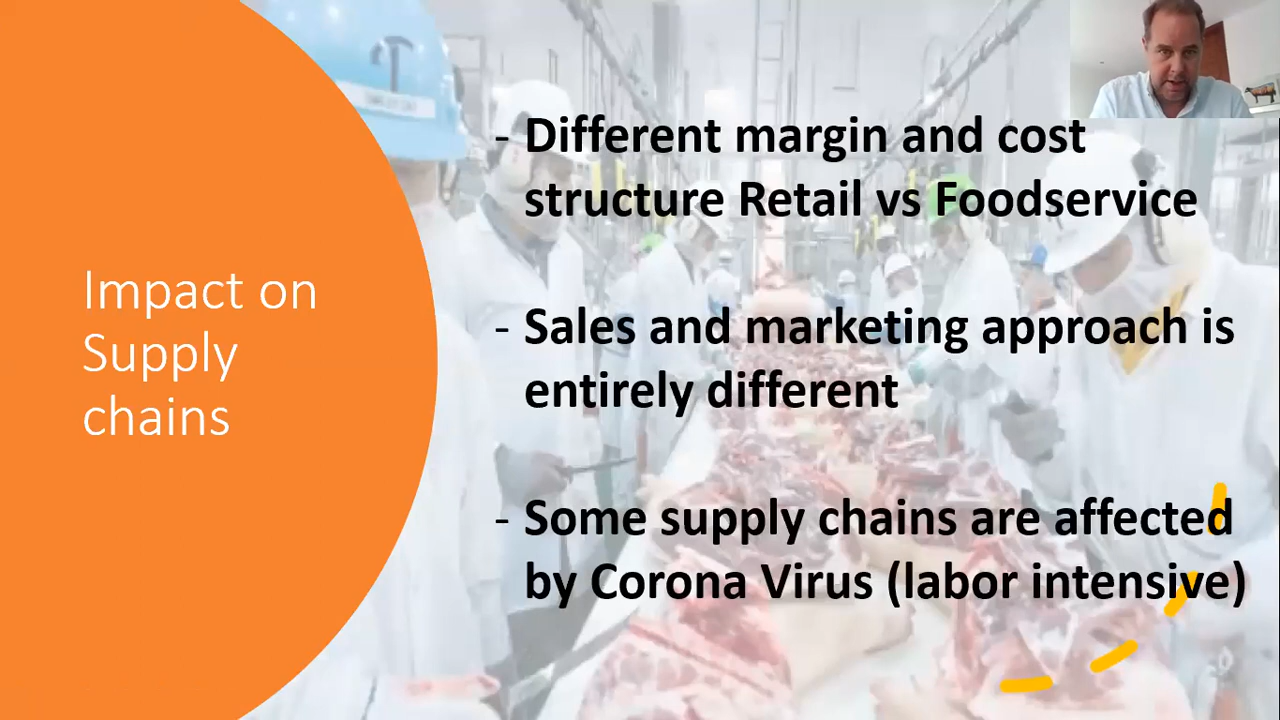 Impact on
Supply
chains
- Different margin and cost
structure Retail vs Foodservice
- Sales and marketing approach is
entirely different
- Some supply chains are affected
by Corona Virus (labor intensive)